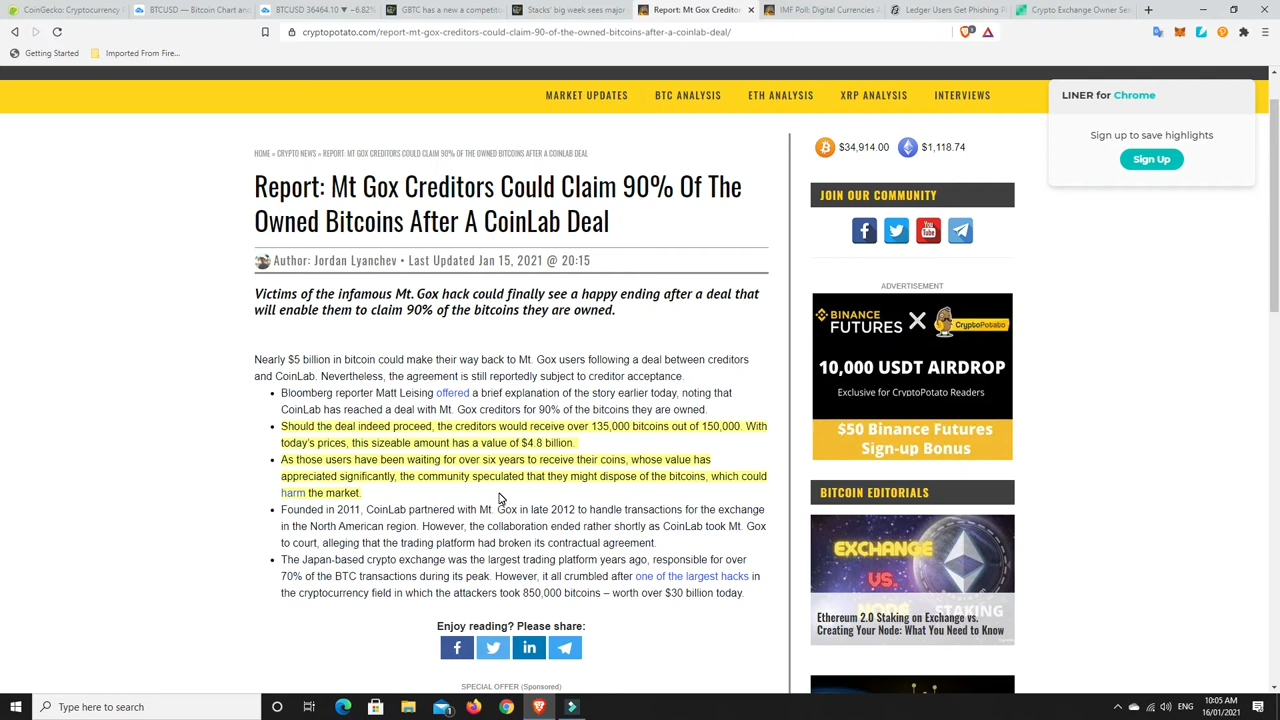 CoinGecko: Cryptocurrency
BTCUSD — Bitcoin Chart and
BTCUSD 36464.10 ▼ −6.82%
GBTC has a new competitor
Stacks' big week sees major
Report: Mt Gox Creditors
IMF Poll: Digital Currencies
Ledger Users Get Phishing
Crypto Exchange Owner
cryptopotato.com/report-mt-gox-creditors-could-claim-90-of-the-owned-bitcoins-after-a-coinlab-deal/
Getting Started
Imported From Fire...
MARKET UPDATES
BTC ANALYSIS
ETH ANALYSIS
XRP ANALYSIS
INTERVIEWS
LINER for Chrome
Sign up to save highlights
Sign Up
HOME » CRYPTO NEWS » REPORT: MT GOX CREDITORS COULD CLAIM 90% OF THE OWNED BITCOINS AFTER A COINLAB DEAL
$34,914.00
$1,118.74
Report: Mt Gox Creditors Could Claim 90% Of The
Owned Bitcoins After A CoinLab Deal
Author: Jordan Lyanchev • Last Updated Jan 15, 2021 @ 20:15
Victims of the infamous Mt. Gox hack could finally see a happy ending after a deal that
will enable them to claim 90% of the bitcoins they are owned.
Nearly $5 billion in bitcoin could make their way back to Mt. Gox users following a deal between creditors
and CoinLab. Nevertheless, the agreement is still reportedly subject to creditor acceptance.
• Bloomberg reporter Matt Leising offered a brief explanation of the story earlier today, noting that
CoinLab has reached a deal with Mt. Gox creditors for 90% of the bitcoins they are owned.
• Should the deal indeed proceed, the creditors would receive over 135,000 bitcoins out of 150,000. With
today's prices, this sizeable amount has a value of $4.8 billion.
• As those users have been waiting for over six years to receive their coins, whose value has
appreciated significantly, the community speculated that they might dispose of the bitcoins, which could
harm the market.
• Founded in 2011, CoinLab partnered with Mt. Gox in late 2012 to handle transactions for the exchange
in the North American region. However, the collaboration ended rather shortly as CoinLab took Mt. Gox
to court, alleging that the trading platform had broken its contractual agreement.
• The Japan-based crypto exchange was the largest trading platform years ago, responsible for over
70% of the BTC transactions during its peak. However, it all crumbled after one of the largest hacks in
the cryptocurrency field in which the attackers took 850,000 bitcoins – worth over $30 billion today.
Enjoy reading? Please share:
SPECIAL OFFER (Sponsored)
JOIN OUR COMMUNITY
ADVERTISEMENT
BINANCE
FUTURES
CryptoPotato
10,000 USDT AIRDROP
Exclusive for CryptoPotato Readers
$50 Binance Futures
Sign-up Bonus
BITCOIN EDITORIALS
EXCHANGE
VS.
NODE STAKING
Ethereum 2.0 Staking on Exchange vs.
Creating Your Node: What You Need to Know
Type here to search
ENG
10:05 AM
16/01/2021